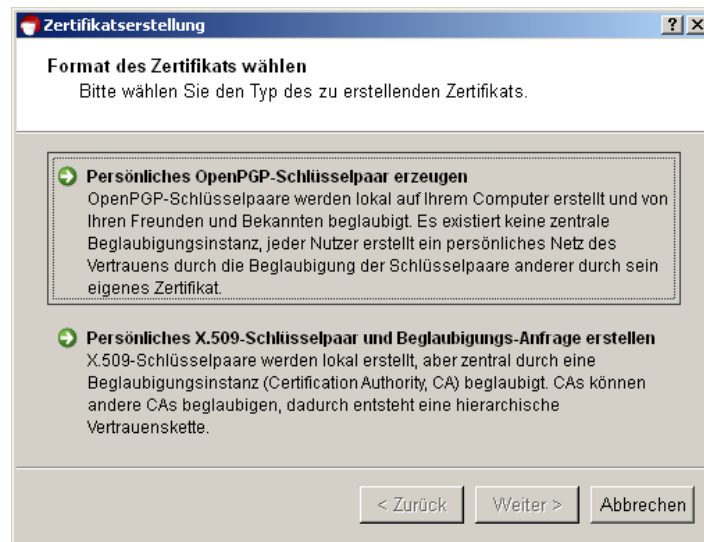 Zertifikatserstellung
Format des Zertifikats wählen
Bitte wählen Sie den Typ des zu erstellenden Zertifikats.
Persönliches OpenPGP-Schlüsselpaar erzeugen
OpenPGP-Schlüsselpaare werden lokal auf Ihrem Computer erstellt und von
Ihren Freunden und Bekannten beglaubigt. Es existiert keine zentrale
Beglaubigungsinstanz, jeder Nutzer erstellt ein persönliches Netz des
Vertrauens durch die Beglaubigung der Schlüsselpaare anderer durch sein
eigenes Zertifikat.
Persönliches X.509-Schlüsselpaar und Beglaubigungs-Anfrage erstellen
X.509-Schlüsselpaare werden lokal erstellt, aber zentral durch eine
Beglaubigungsinstanz (Certification Authority, CA) beglaubigt. CAs können
andere CAs beglaubigen, dadurch entsteht eine hierarchische
Vertrauenskette.
< Zurück Weiter > Abbrechen